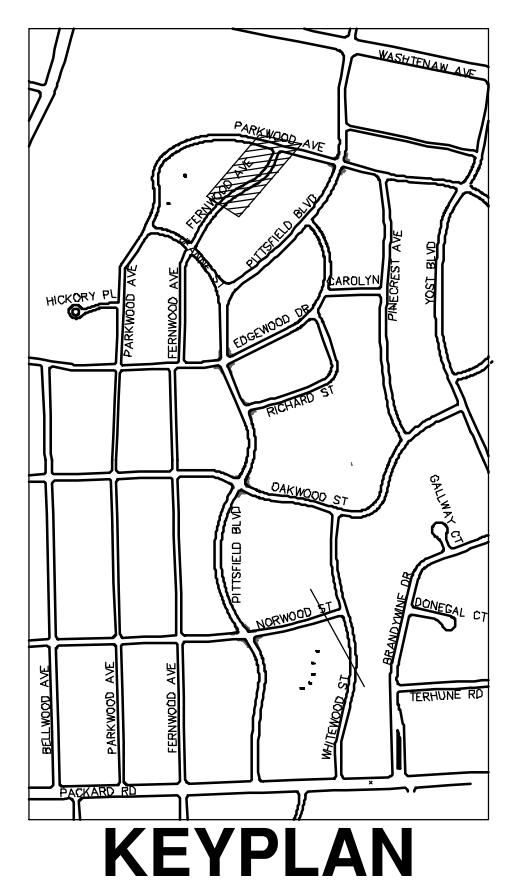 WASHTENAW AVE
PARKWOOD AVE
FERNWOOD AVE
PITTSFIELD BLVD
CAROLYN
PINECREST AVE
YOST BLVD
HICKORY PL
PARKWOOD AVE
FERNWOOD AVE
EDGEWOOD DR
RICHARD ST
OAKWOOD ST
GALLWAY CT
PITTSFIELD BLVD
NORWOOD ST
BRANDYWINE DR
DONEGAL CT
BELLWOOD AVE
PARKWOOD AVE
FERNWOOD AVE
WHITEWOOD ST
TERHUNE RD
PACKARD RD
KEYPLAN